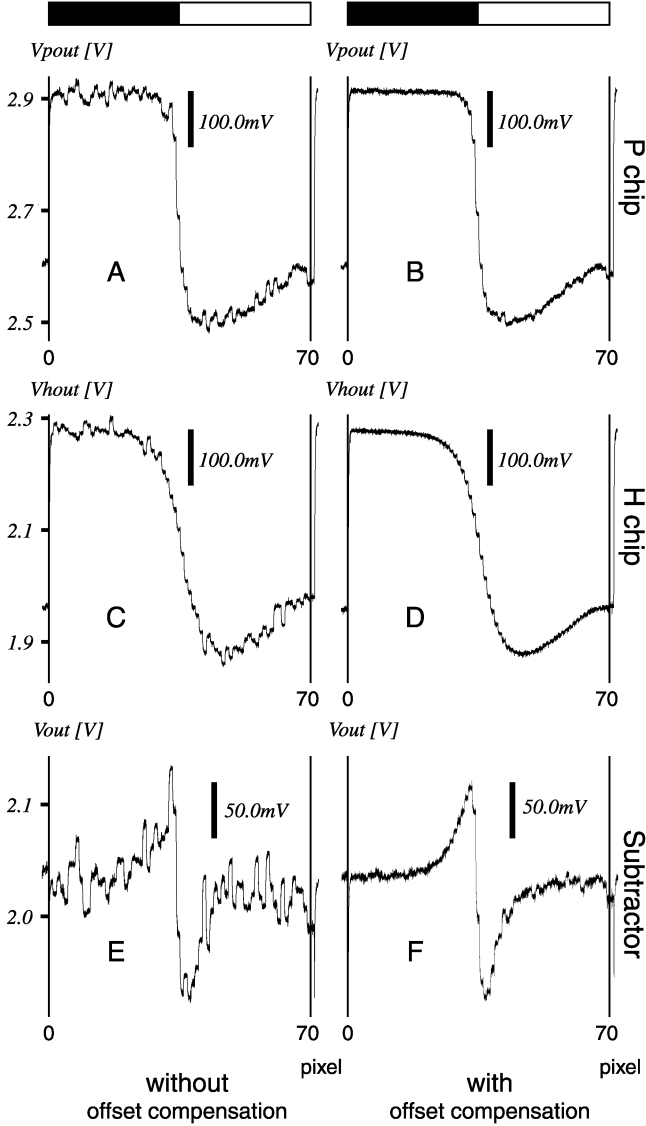 Vpout [V] Vpout [V]
2.9 100.0mV 100.0mV
P chip
2.7
A B
2.5
0 70 0 70
Vhout [V] Vhout [V]
2.3
100.0mV 100.0mV
H chip
2.1
C D
1.9
0 70 0 70
Vout [V] Vout [V]
2.1 50.0mV 50.0mV
Subtractor
2.0
E F
0 70 0 70
pixel pixel
without with
offset compensation offset compensation